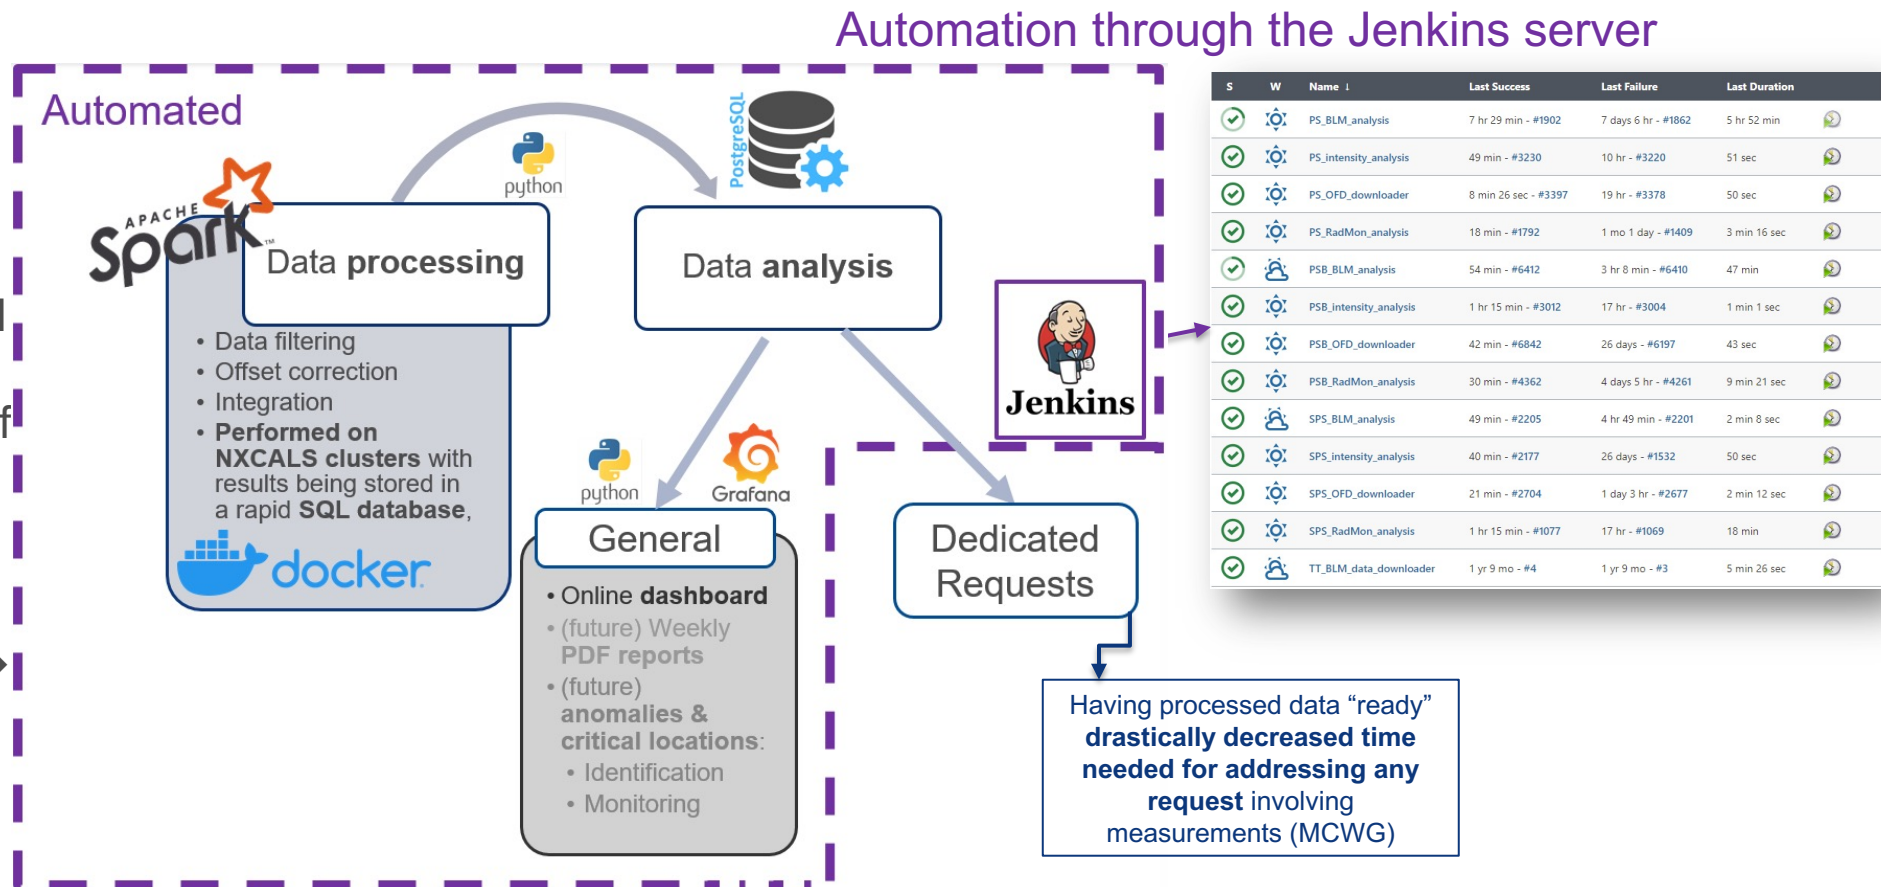 Automation through the Jenkins server
Automated
PostgreSQL
python
APACHE
Spark™
Data processing
Data analysis
• Data filtering
• Offset correction
• Integration
• Performed on
NXCALS clusters with
results being stored in
a rapid SQL database,
docker
Jenkins
python
Grafana
General
• Online dashboard
• (future) Weekly
PDF reports
• (future)
anomalies &
critical locations:
• Identification
• Monitoring
Dedicated
Requests
Having processed data “ready”
drastically decreased time
needed for addressing any
request involving
measurements (MCWG)
S W Name ↓ Last Success Last Failure Last Duration
PS_BLM_analysis 7 hr 29 min - #1902 7 days 6 hr - #1862 5 hr 52 min
PS_intensity_analysis 49 min - #3230 10 hr - #3220 51 sec
PS_OFD_downloader 8 min 26 sec - #3397 19 hr - #3378 50 sec
PS_RadMon_analysis 18 min - #1792 1 mo 1 day - #1409 3 min 16 sec
PSB_BLM_analysis 54 min - #6412 3 hr 8 min - #6410 47 min
PSB_intensity_analysis 1 hr 15 min - #3012 17 hr - #3004 1 min 1 sec
PSB_OFD_downloader 42 min - #6842 26 days - #6197 43 sec
PSB_RadMon_analysis 30 min - #4362 4 days 5 hr - #4261 9 min 21 sec
SPS_BLM_analysis 49 min - #2205 4 hr 49 min - #2201 2 min 8 sec
SPS_intensity_analysis 40 min - #2177 26 days - #1532 50 sec
SPS_OFD_downloader 21 min - #2704 1 day 3 hr - #2677 2 min 12 sec
SPS_RadMon_analysis 1 hr 15 min - #1077 17 hr - #1069 18 min
TT_BLM_data_downloader 1 yr 9 mo - #4 1 yr 9 mo - #3 5 min 26 sec